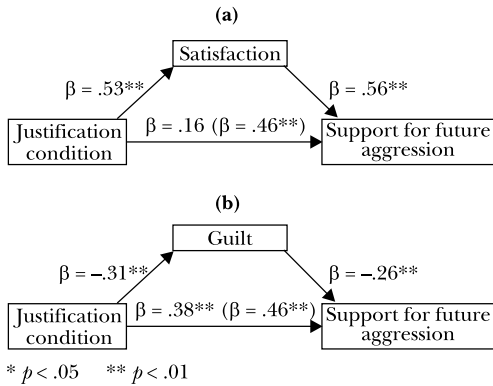 (a)
Satisfaction
β = .53**
β = .56**
Justification
condition
β = .16 (β = .46**)
Support for future
aggression
(b)
Guilt
β = –.31**
β = –.26**
Justification
condition
β = .38** (β = .46**)
Support for future
aggression
* p < .05 ** p < .01